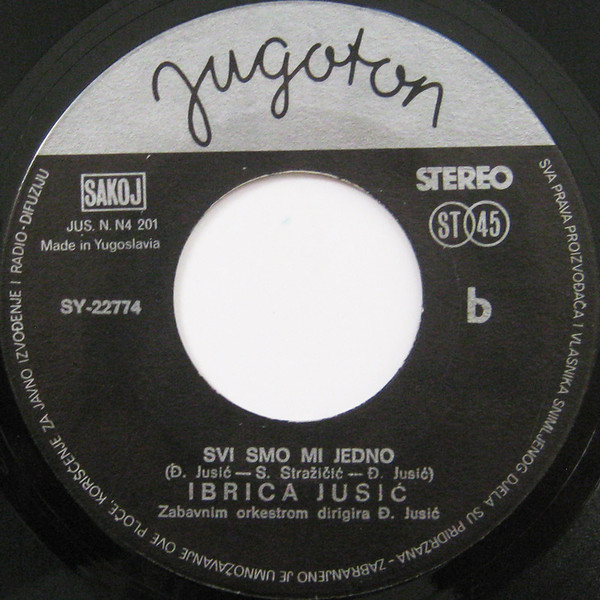 jugoton
SAKOJ
JUS. N. N4 201
Made in Yugoslavia
STEREO
ST 45
SY-22774
b
SVI SMO MI JEDNO
(Đ. Jusić — S. Stražičić — Đ. Jusić)
IBRICA JUSIĆ
Zabavnim orkestrom dirigira Đ. Jusić
SVA PRAVA PROIZVOĐAČA I VLASNIKA SNIMLJENOG DJELA SU PRIDRŽANA - ZABRANJENO JE UMNOŽAVANJE OVE PLOČE, KORIŠĆENJE ZA JAVNO IZVOĐENJE I RADIO-DIFUZIJU